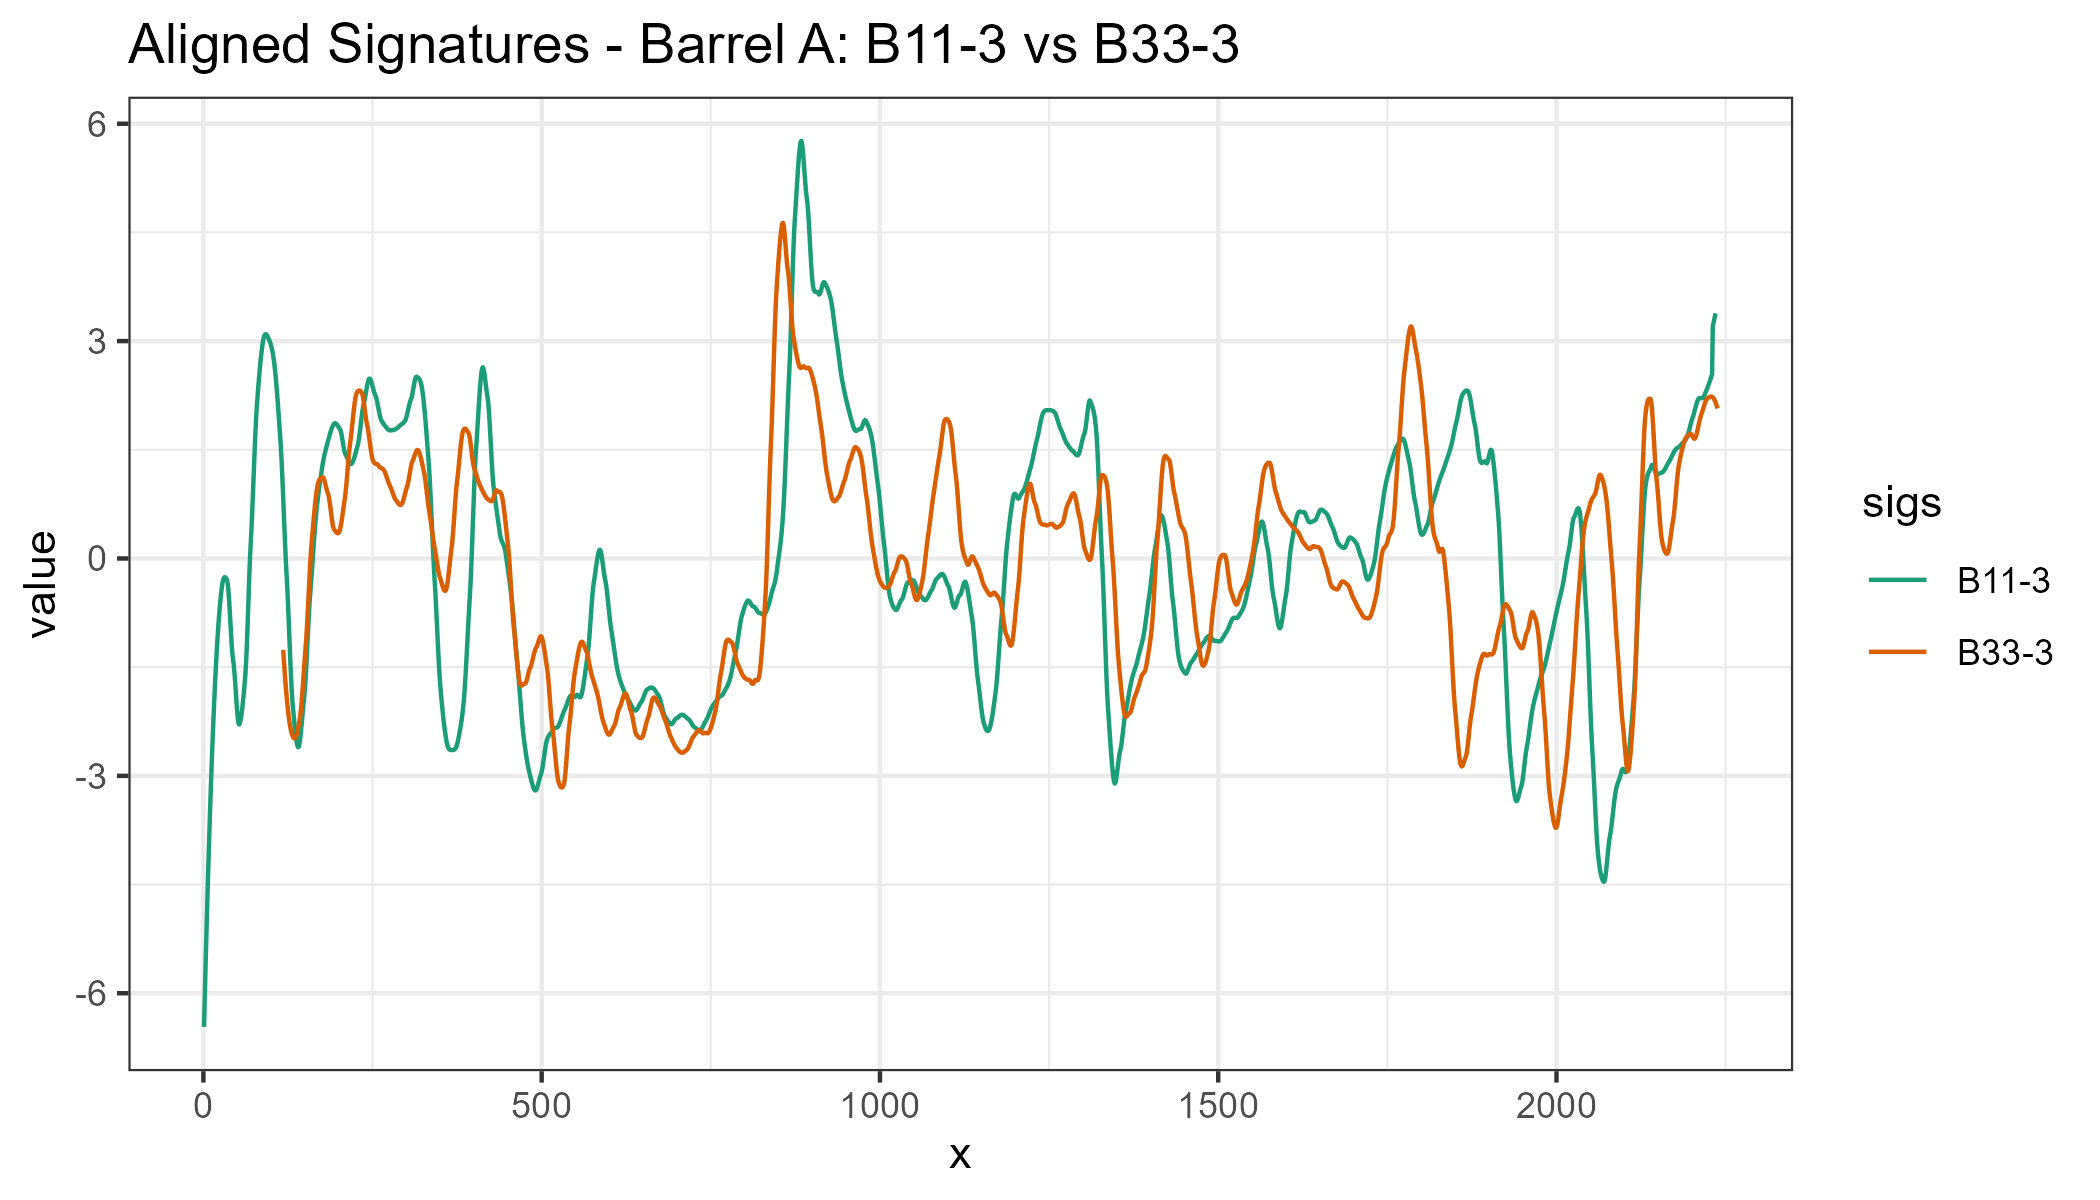 Aligned Signatures - Barrel A: B11-3 vs B33-3
6
3
0
-3
-6
value
0 500 1000 1500 2000
x
sigs
B11-3
B33-3